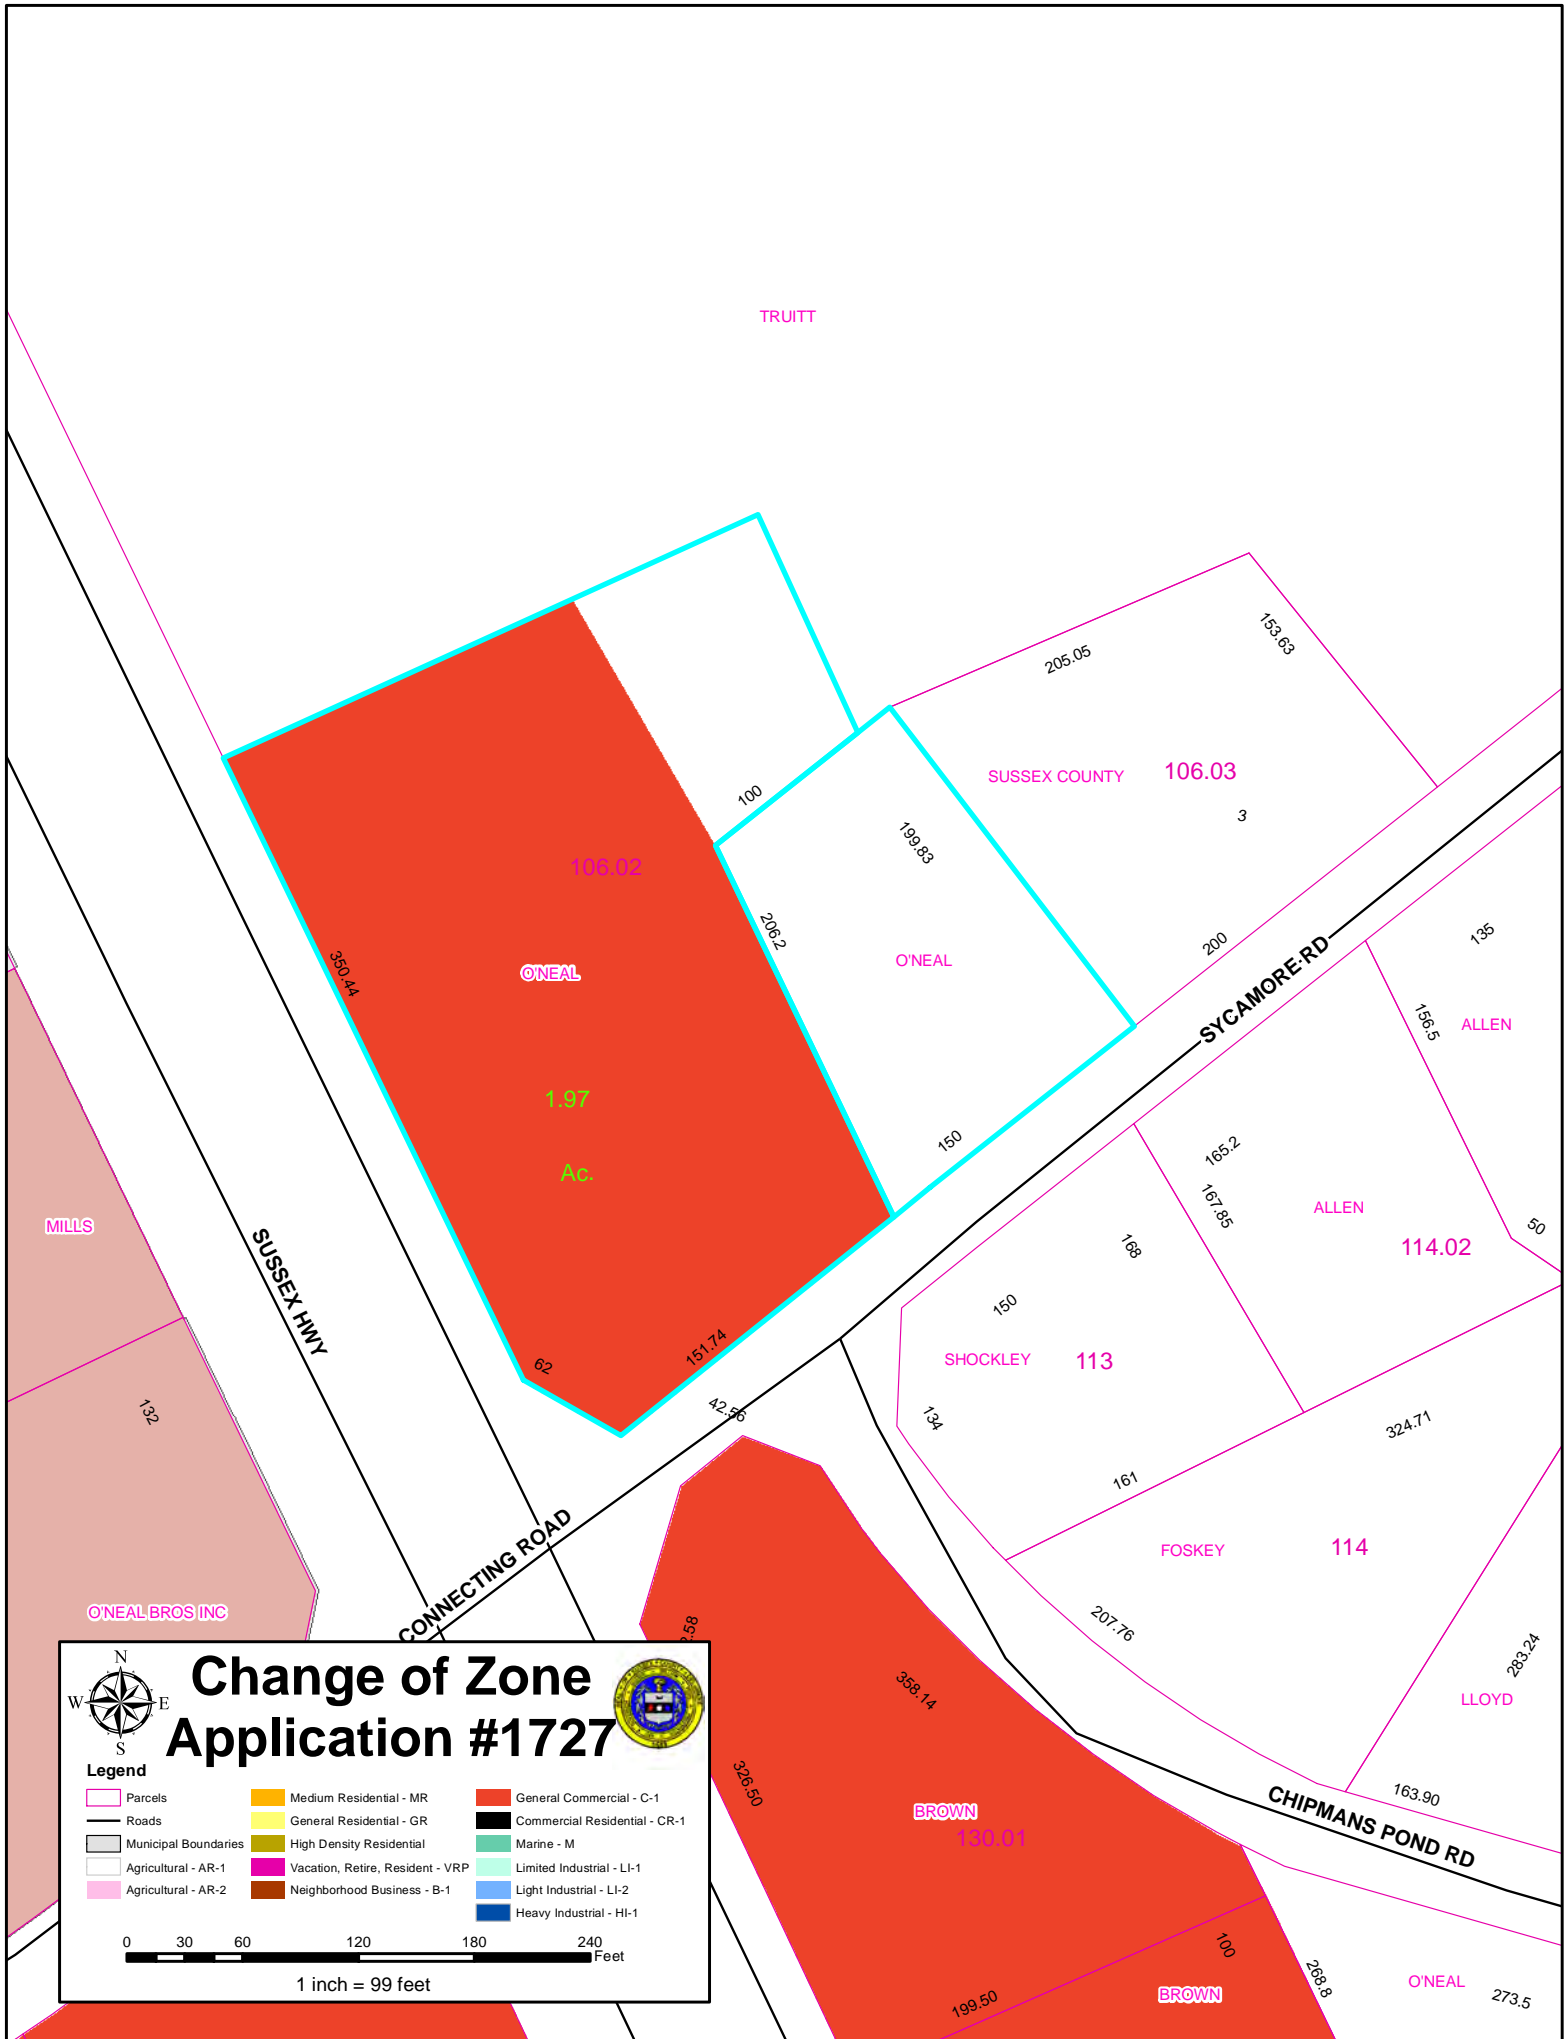 TRUITT
205.05
153.63
SUSSEX COUNTY
106.03
3
100
199.83
106.02
206.2
O'NEAL
350.44
O'NEAL
200
SYCAMORE RD
135
156.5
ALLEN
1.97
Ac.
150
165.2
167.85
ALLEN
114.02
50
MILLS
SUSSEX HWY
168
150
SHOCKLEY
113
62
151.74
42.56
134
132
324.71
161
FOSKEY
114
CONNECTING ROAD
O'NEAL BROS INC
207.76
283.24
358.14
LLOYD
326.50
BROWN
130.01
163.90
CHIPMANS POND RD
100
268.8
O'NEAL
273.5
199.50
BROWN
N
W
E
S
Change of Zone
Application #1727
Legend
Parcels
Roads
Municipal Boundaries
Agricultural - AR-1
Agricultural - AR-2
Medium Residential - MR
General Residential - GR
High Density Residential
Vacation, Retire, Resident - VRP
Neighborhood Business - B-1
General Commercial - C-1
Commercial Residential - CR-1
Marine - M
Limited Industrial - LI-1
Light Industrial - LI-2
Heavy Industrial - HI-1
0 30 60 120 180 240
Feet
1 inch = 99 feet